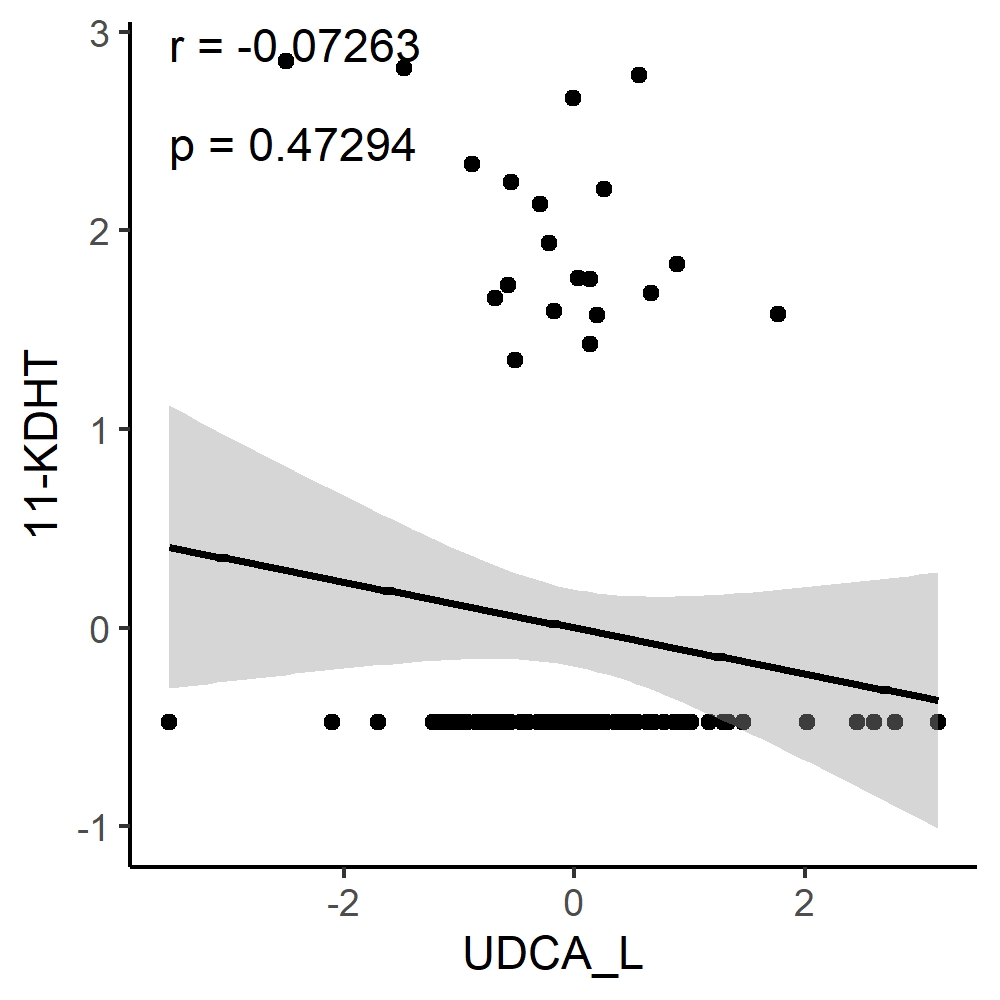 r = -0.07263
p = 0.47294
3
2
1
0
-1
11-KDHT
-2 0 2
UDCA_L